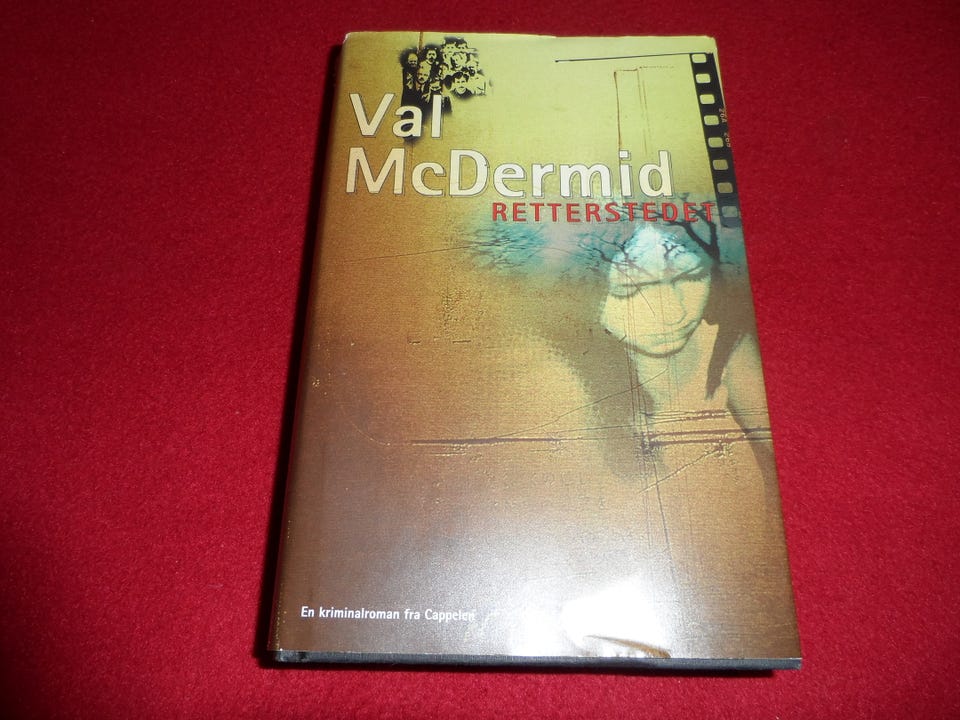 Val
McDermid
RETTERSTEDET
En kriminalroman fra Cappelen